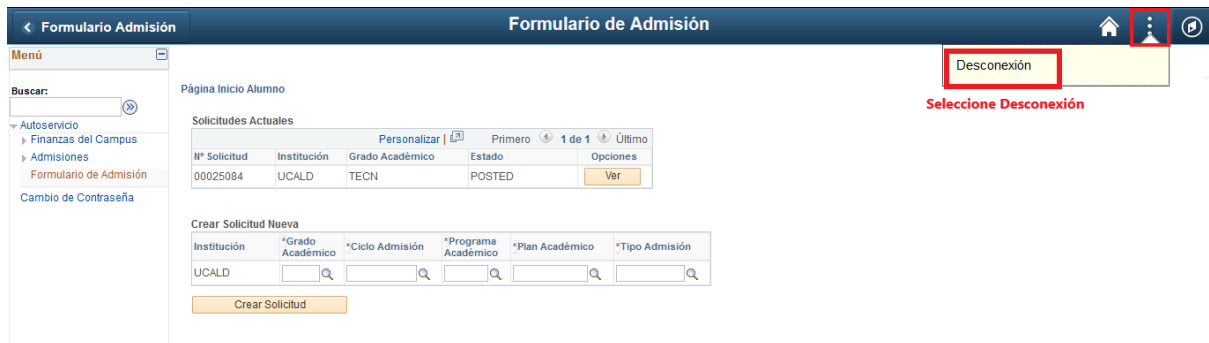 Formulario Admisión
Formulario de Admisión
Menú
Desconexión
Seleccione Desconexión
Buscar:
Autoservicio
Finanzas del Campus
Admisiones
Formulario de Admisión
Cambio de Contraseña
Página Inicio Alumno
Solicitudes Actuales
Personalizar | Primero 1 de 1 Último
Nº Solicitud Institución Grado Académico Estado Opciones
00025084 UCALD TECN POSTED Ver
Crear Solicitud Nueva
Institución *Grado Académico *Ciclo Admisión *Programa Académico *Plan Académico *Tipo Admisión
UCALD
Crear Solicitud